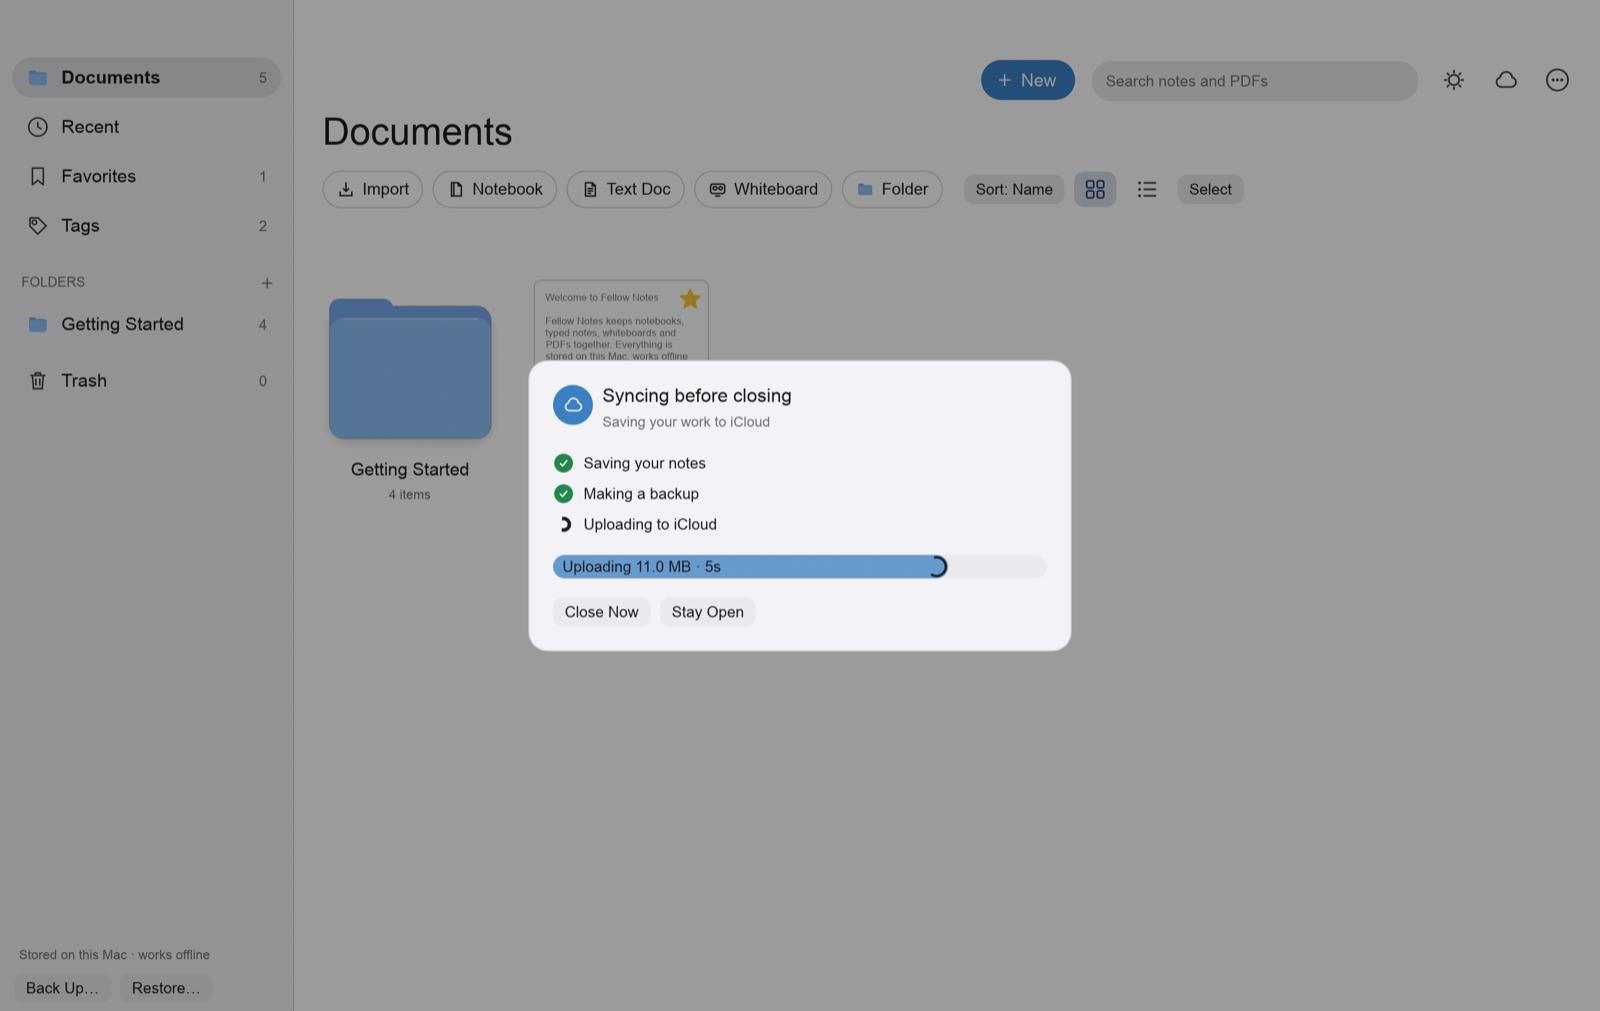 Documents 5
Recent
Favorites 1
Tags 2
FOLDERS +
Getting Started 4
Trash 0
Stored on this Mac · works offline
Back Up…
Restore…
+ New
Search notes and PDFs
Documents
Import
Notebook
Text Doc
Whiteboard
Folder
Sort: Name
Select
Getting Started
4 items
Welcome to Fellow Notes
Fellow Notes keeps notebooks,
typed notes, whiteboards and
PDFs together. Everything is
stored on this Mac, works offline
Syncing before closing
Saving your work to iCloud
Saving your notes
Making a backup
Uploading to iCloud
Uploading 11.0 MB · 5s
Close Now
Stay Open